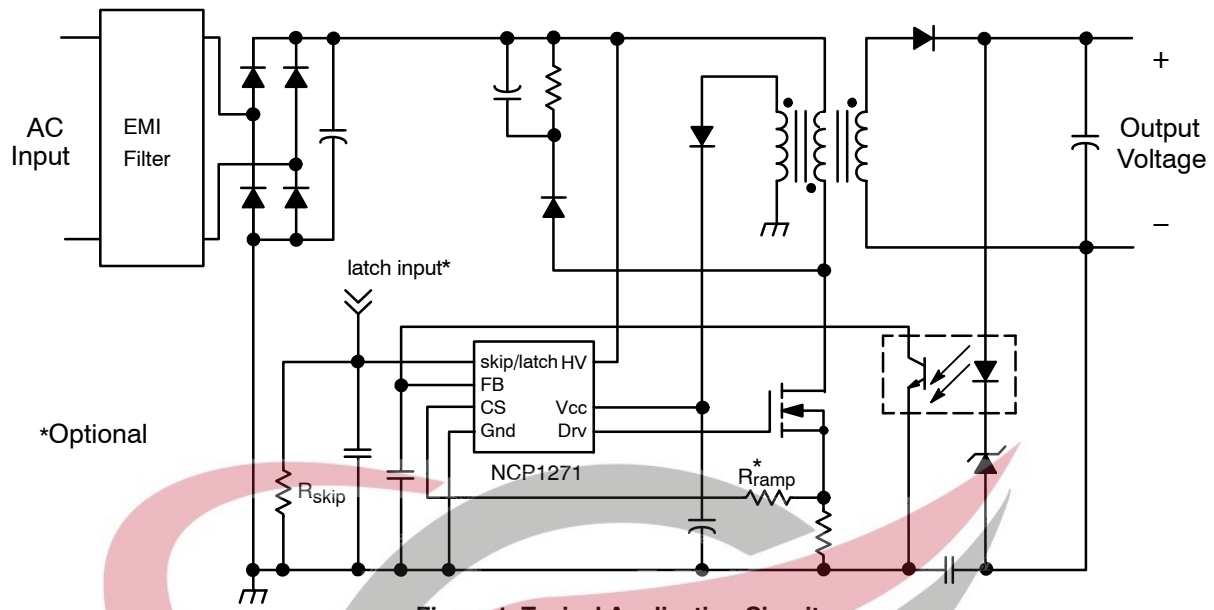 AC
Input
EMI
Filter
+
Output
Voltage
−
latch input*
skip/latch HV
FB
CS Vcc
Gnd Drv
NCP1271
*Optional
Rskip
R*ramp